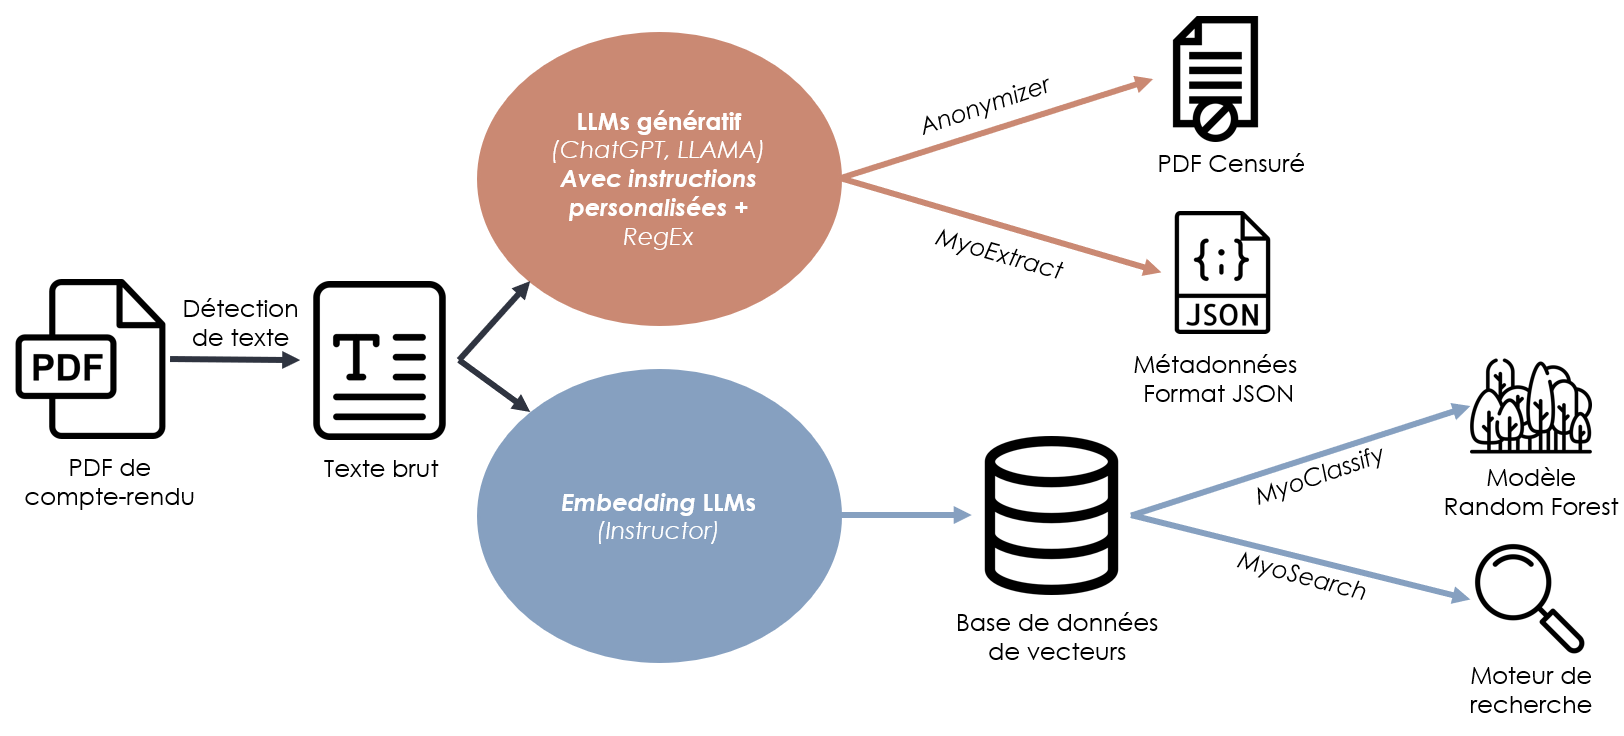 PDF
PDF de
compte-rendu
Détection
de texte
T
Texte brut
LLMs génératif
(ChatGPT, LLAMA)
Avec instructions
personalisées +
RegEx
Anonymizer
PDF Censuré
MyoExtract
{:}
JSON
Métadonnées
Format JSON
Embedding LLMs
(Instructor)
Base de données
de vecteurs
MyoClassify
Modèle
Random Forest
MyoSearch
Moteur de
recherche